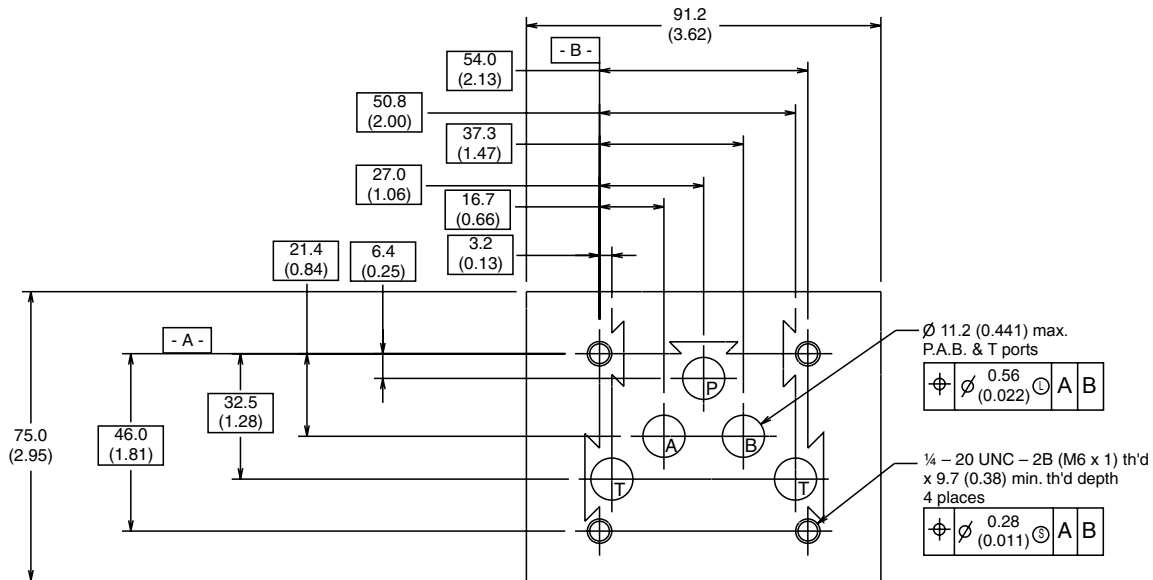 91.2
(3.62)
- B -
54.0
(2.13)
50.8
(2.00)
37.3
(1.47)
27.0
(1.06)
16.7
(0.66)
3.2
(0.13)
21.4
(0.84)
6.4
(0.25)
- A -
32.5
(1.28)
75.0
(2.95)
46.0
(1.81)
P
A
B
T
T
Ø 11.2 (0.441) max.
P.A.B. & T ports
⌖ Ø 0.56 (0.022) Ⓛ A B
¼ – 20 UNC – 2B (M6 x 1) th'd
x 9.7 (0.38) min. th'd depth
4 places
⌖ Ø 0.28 (0.011) Ⓢ A B